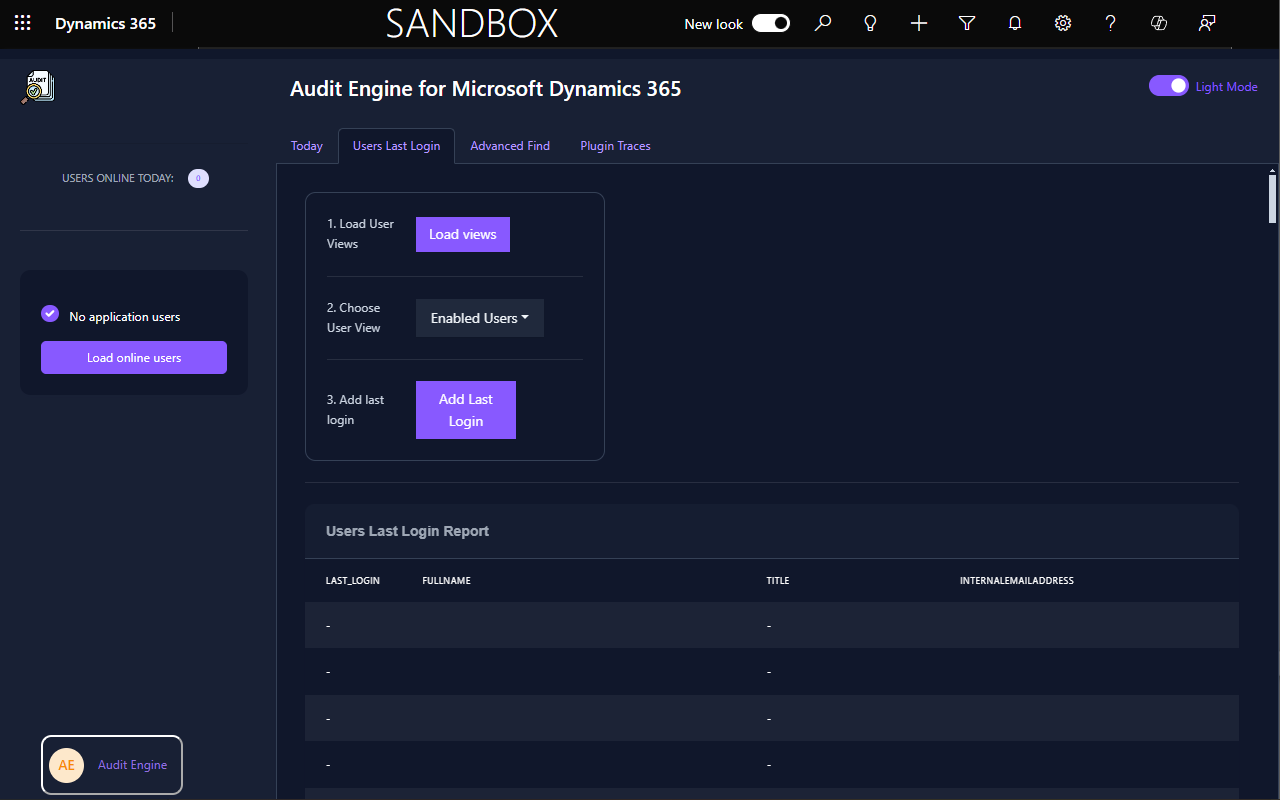 Dynamics 365
SANDBOX
New look
AUDIT
Audit Engine for Microsoft Dynamics 365
Light Mode
Today
Users Last Login
Advanced Find
Plugin Traces
USERS ONLINE TODAY:
0
No application users
Load online users
1. Load User
Views
Load views
2. Choose
User View
Enabled Users
3. Add last
login
Add Last
Login
Users Last Login Report
LAST_LOGIN
FULLNAME
TITLE
INTERNALEMAILADDRESS
- -
- -
- -
- -
AE
Audit Engine